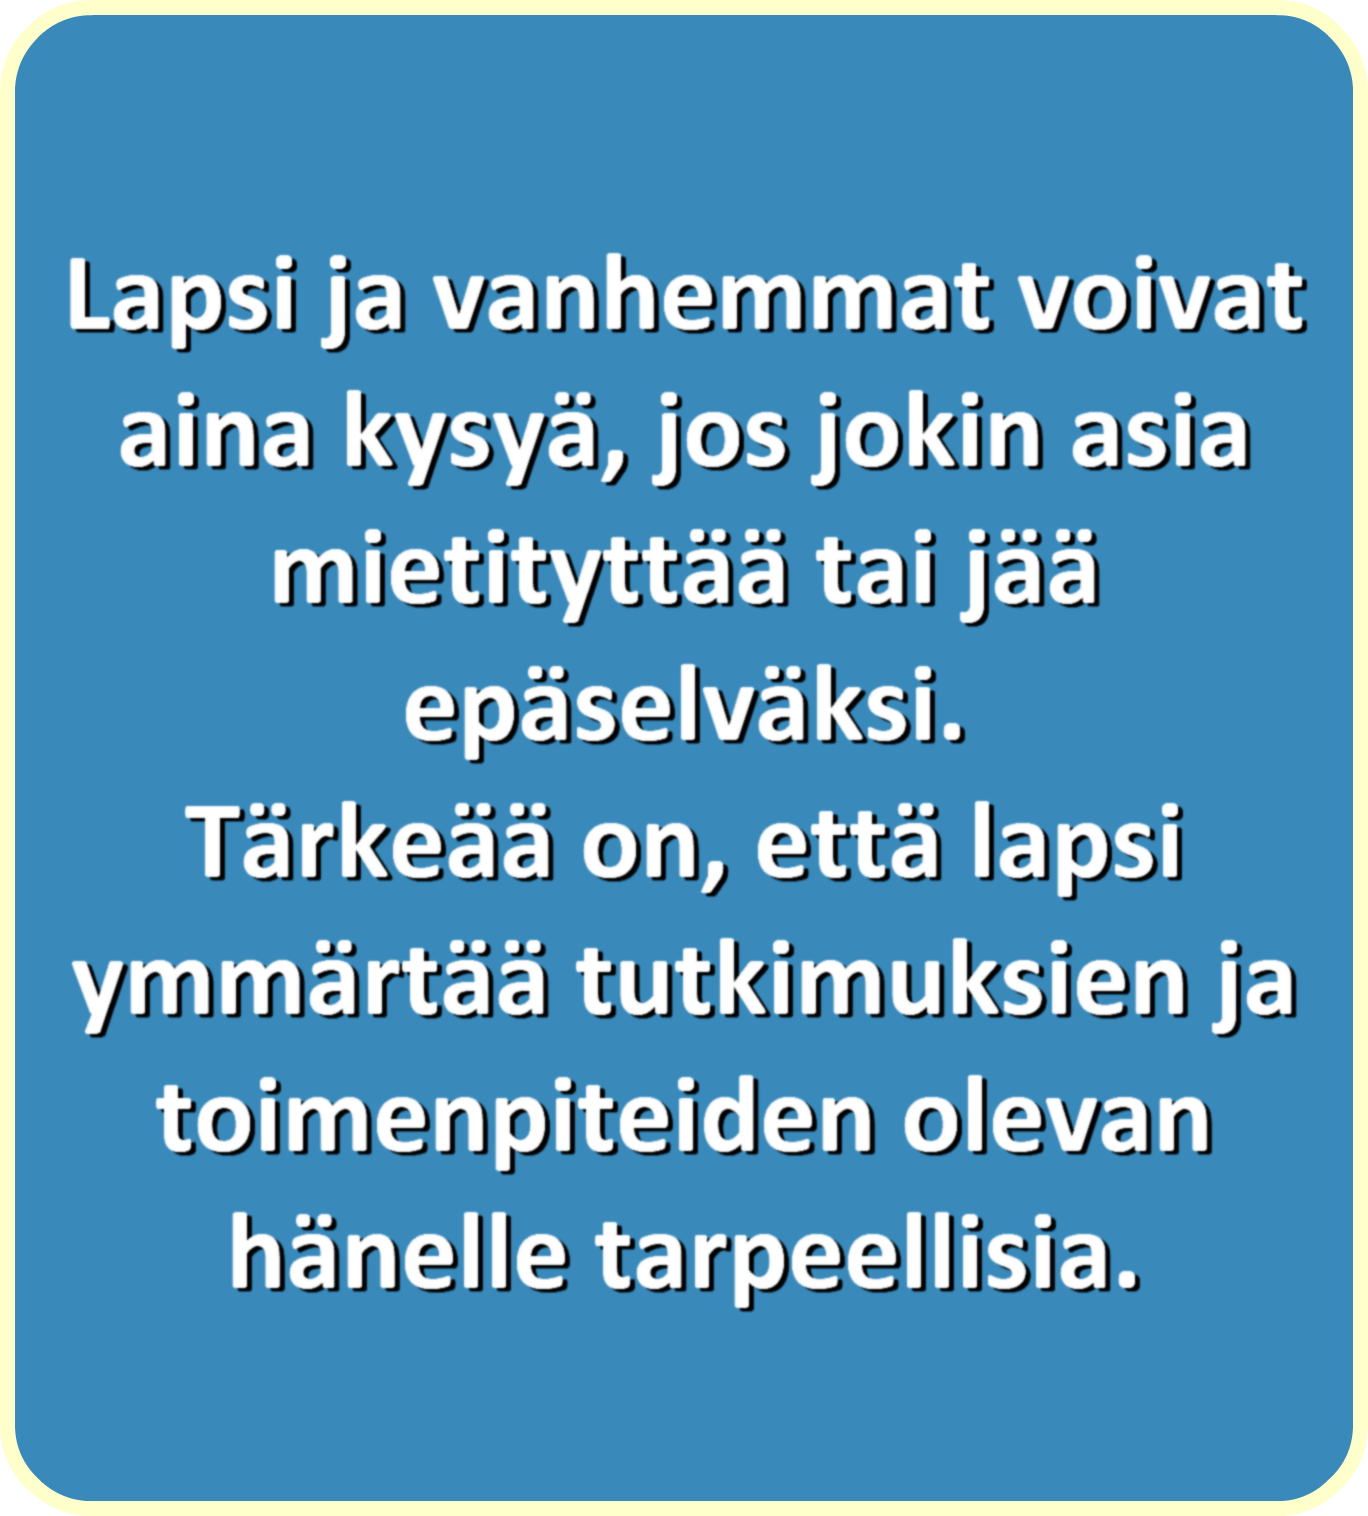 Lapsi ja vanhemmat voivat
aina kysyä, jos jokin asia
mietityttää tai jää
epäselväksi.
Tärkeää on, että lapsi
ymmärtää tutkimuksien ja
toimenpiteiden olevan
hänelle tarpeellisia.